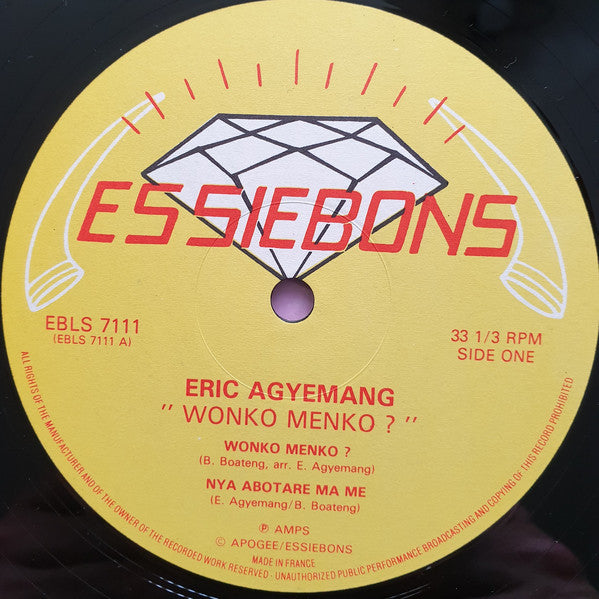 ESSIEBONS
EBLS 7111
(EBLS 7111 A)
33 1/3 RPM
SIDE ONE
ERIC AGYEMANG
" WONKO MENKO ? "
WONKO MENKO ?
(B. Boateng, arr. E. Agyemang)
NYA ABOTARE MA ME
(E. Agyemang/B. Boateng)
Ⓟ AMPS
© APOGEE/ESSIEBONS
MADE IN FRANCE
ALL RIGHTS OF THE MANUFACTURER AND OF THE OWNER OF THE RECORDED WORK RESERVED - UNAUTHORIZED PUBLIC PERFORMANCE BROADCASTING AND COPYING OF THIS RECORD PROHIBITED